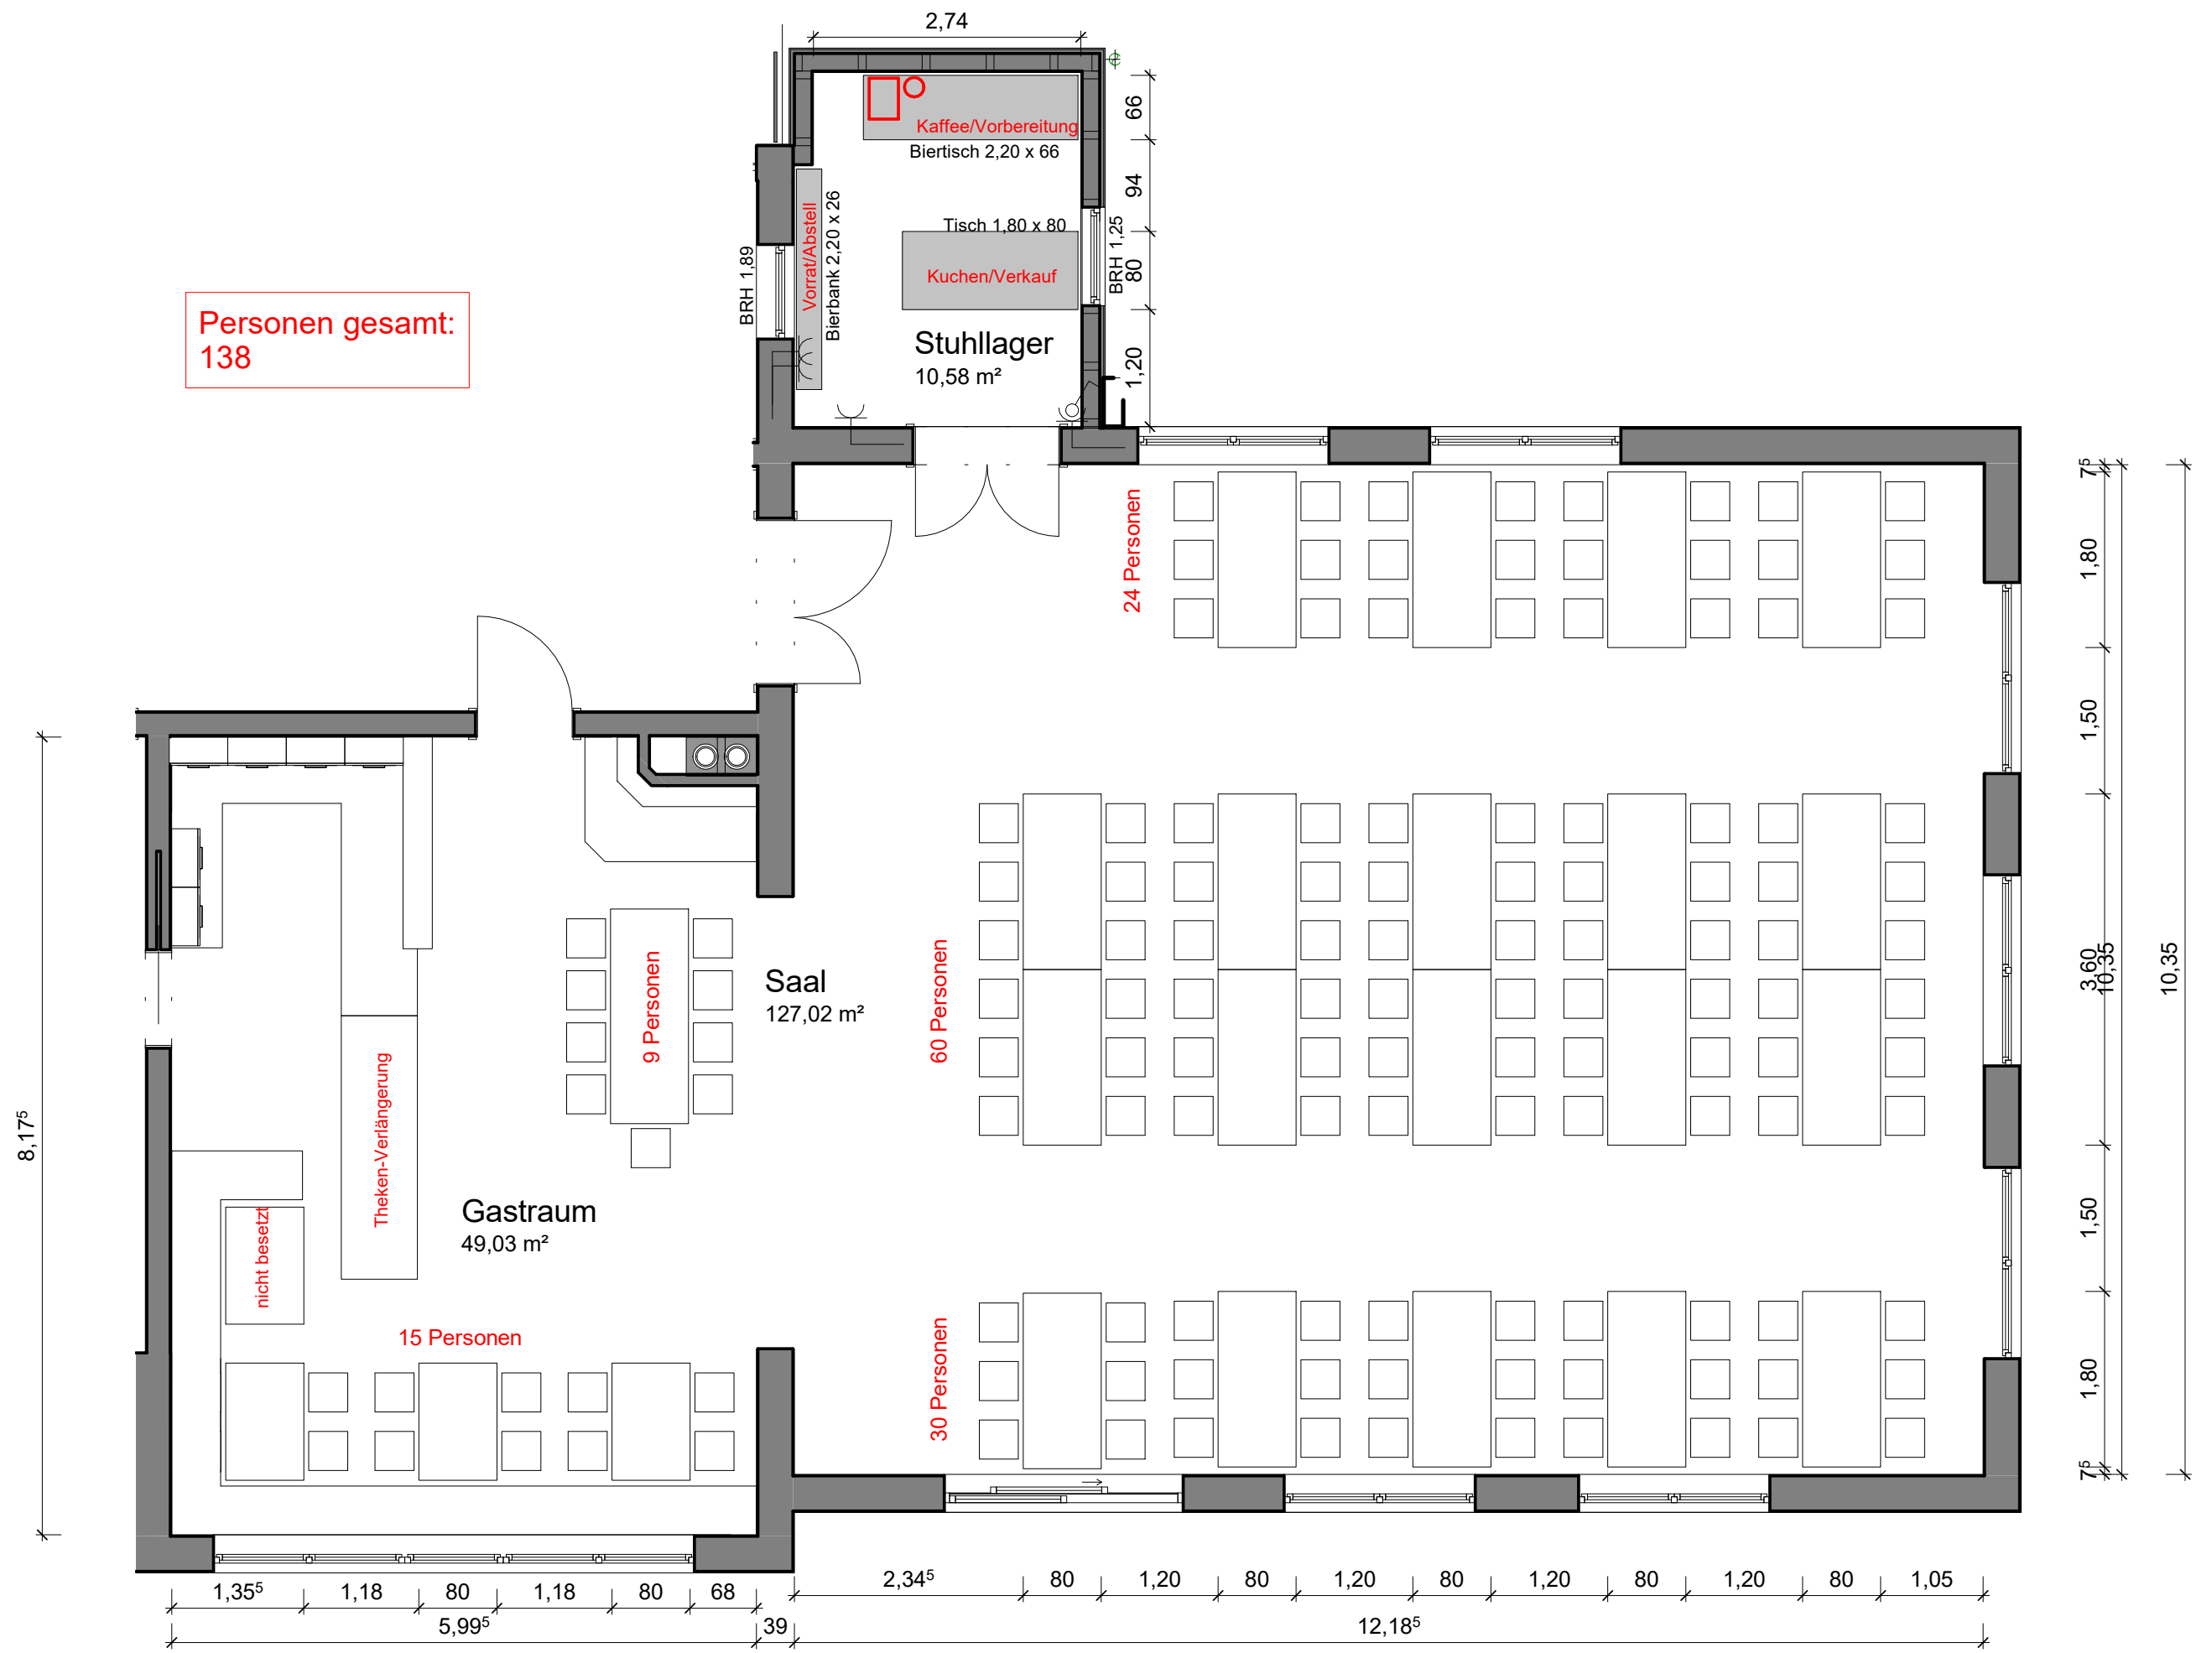 2,74
66
Kaffee/Vorbereitung
Biertisch 2,20 x 66
94
Vorrat/Abstell
Bierbank 2,20 x 26
Tisch 1,80 x 80
BRH 1,25
BRH 1,89
80
Kuchen/Verkauf
Personen gesamt:
138
Stuhllager
10,58 m²
1,20
24 Personen
7⁵
1,80
1,50
9 Personen
Saal
127,02 m²
60 Personen
3,60
10,35
10,35
Theken-Verlängerung
8,17⁵
Gastraum
49,03 m²
nicht besetzt
1,50
15 Personen
30 Personen
1,80
7⁵
1,35⁵ 1,18 80 1,18 80 68
2,34⁵ 80 1,20 80 1,20 80 1,20 80 1,20 80 1,05
5,99⁵ 39 12,18⁵